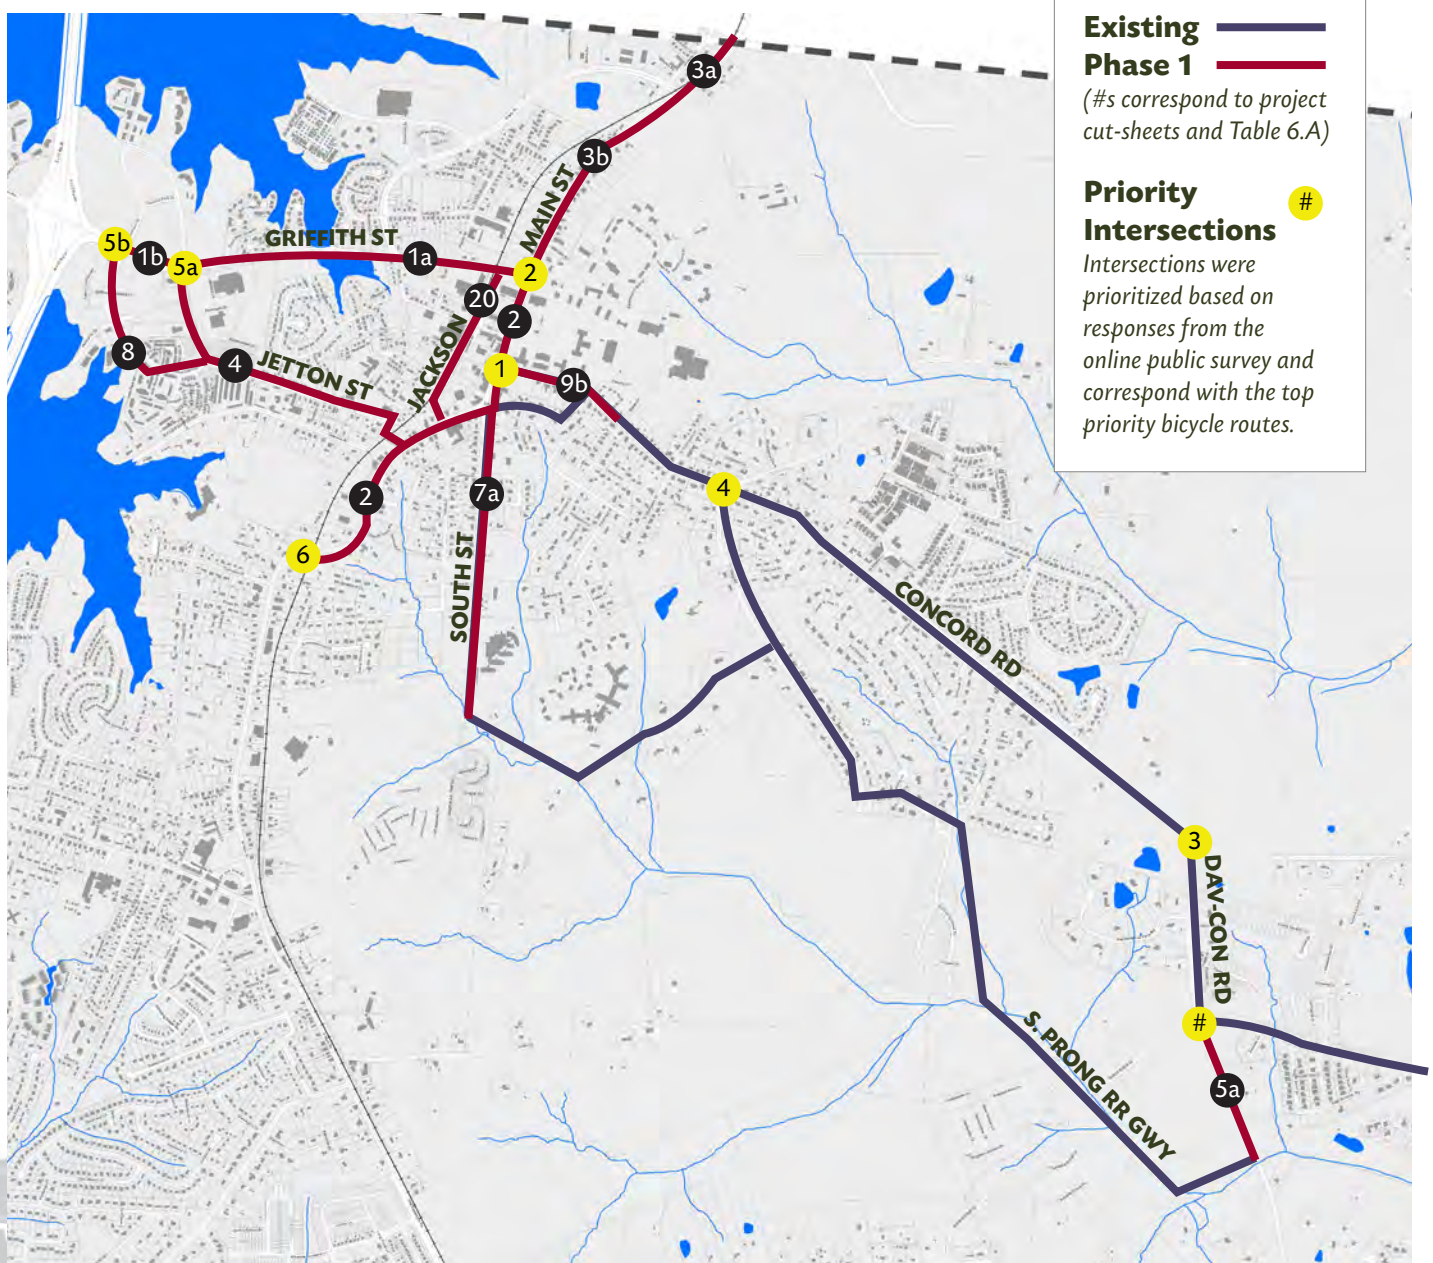 Existing
Phase 1
(#s correspond to project
cut-sheets and Table 6.A)
Priority
Intersections
#
Intersections were
prioritized based on
responses from the
online public survey and
correspond with the top
priority bicycle routes.
3a
3b
MAIN ST
GRIFFITH ST
5b
1b
5a
1a
2
20
2
JACKSON
8
4
JETTON ST
1
9b
2
7a
4
6
SOUTH ST
CONCORD RD
3
DAV-CON RD
#
S. PRONG RR GWY
5a